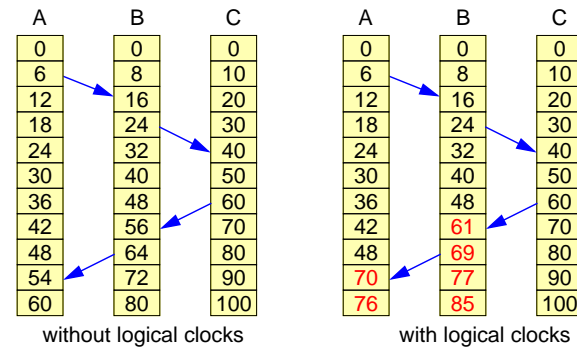 A B C A B C
0 0 0 0 0 0
6 8 10 6 8 10
12 16 20 12 16 20
18 24 30 18 24 30
24 32 40 24 32 40
30 40 50 30 40 50
36 48 60 36 48 60
42 56 70 42 61 70
48 64 80 48 69 80
54 72 90 70 77 90
60 80 100 76 85 100
without logical clocks with logical clocks